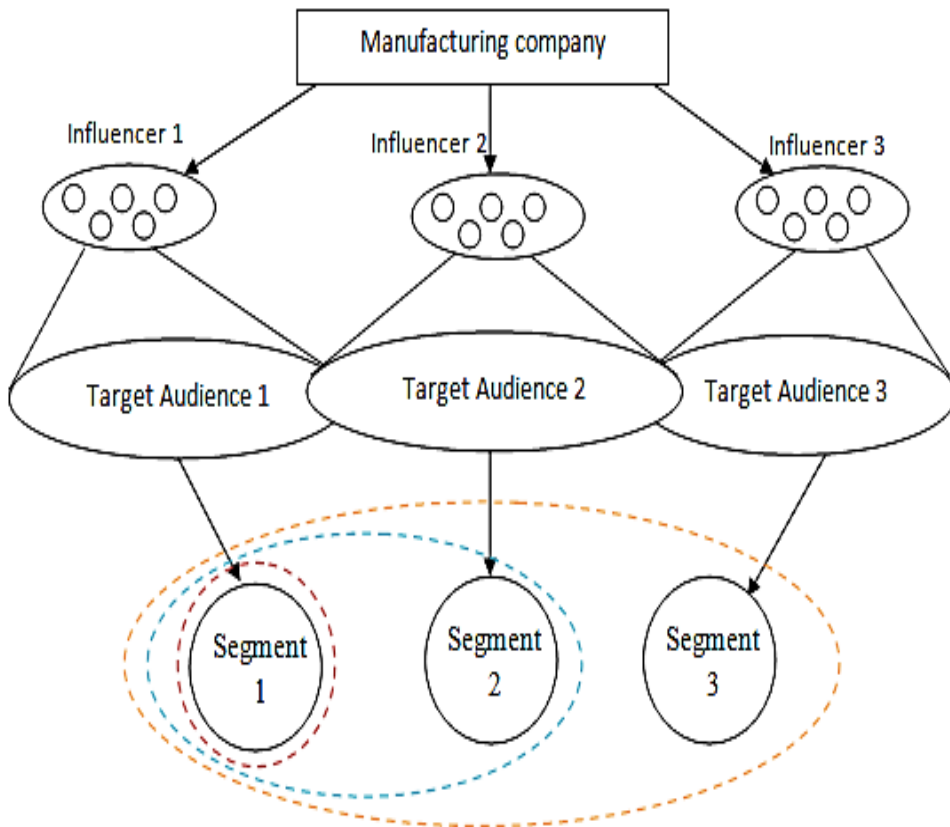 Manufacturing company
Influencer 1
Influencer 2
Influencer 3
Target Audience 1
Target Audience 2
Target Audience 3
Segment
1
Segment
2
Segment
3